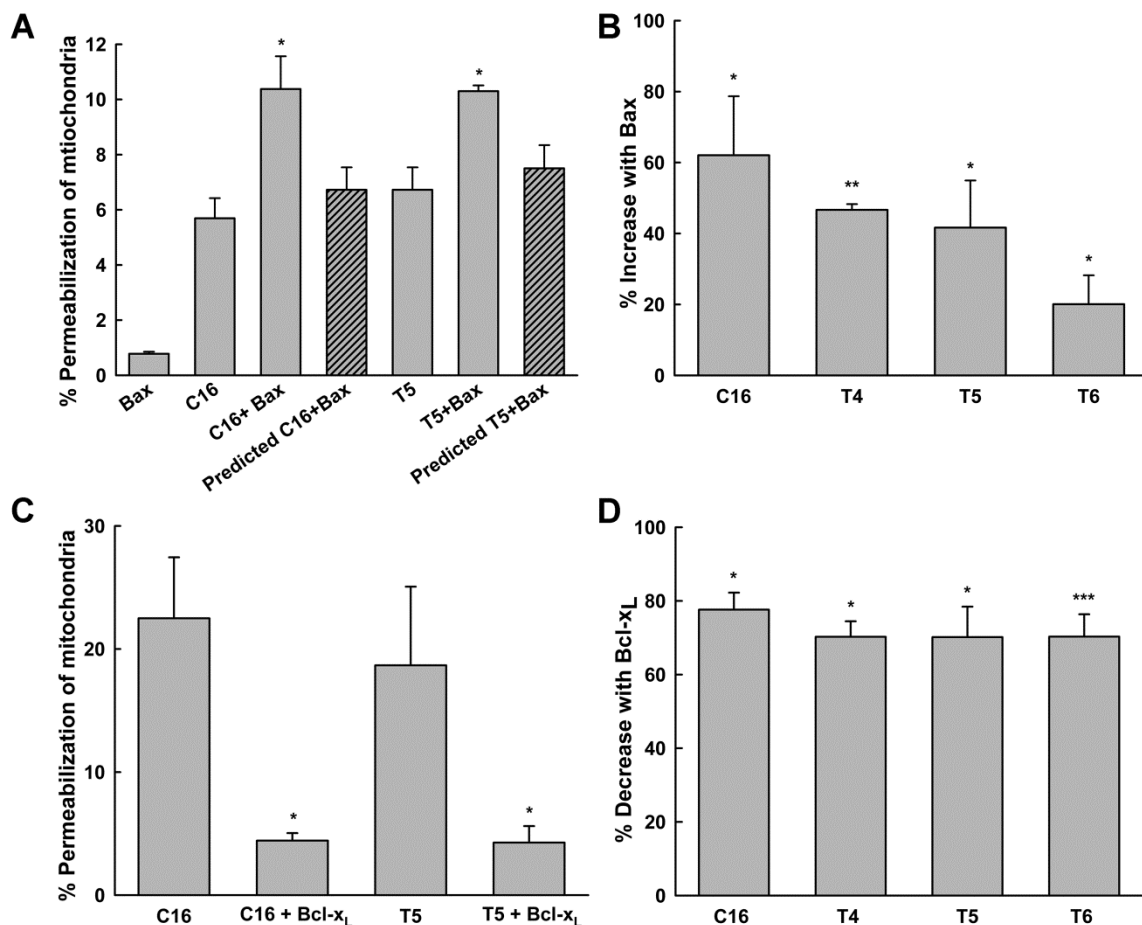 A
% Permeabilization of mtiochondria
12
10
8
6
4
2
0
*
*
Bax
C16
C16+ Bax
Predicted C16+Bax
T5
T5+Bax
Predicted T5+Bax
B
% Increase with Bax
100
80
60
40
20
0
*
**
*
*
C16
T4
T5
T6
C
% Permeabilization of mitochondria
30
20
10
0
*
*
C16
C16 + Bcl-xL
T5
T5 + Bcl-xL
D
% Decrease with Bcl-xL
100
80
60
40
20
0
*
*
*
***
C16
T4
T5
T6